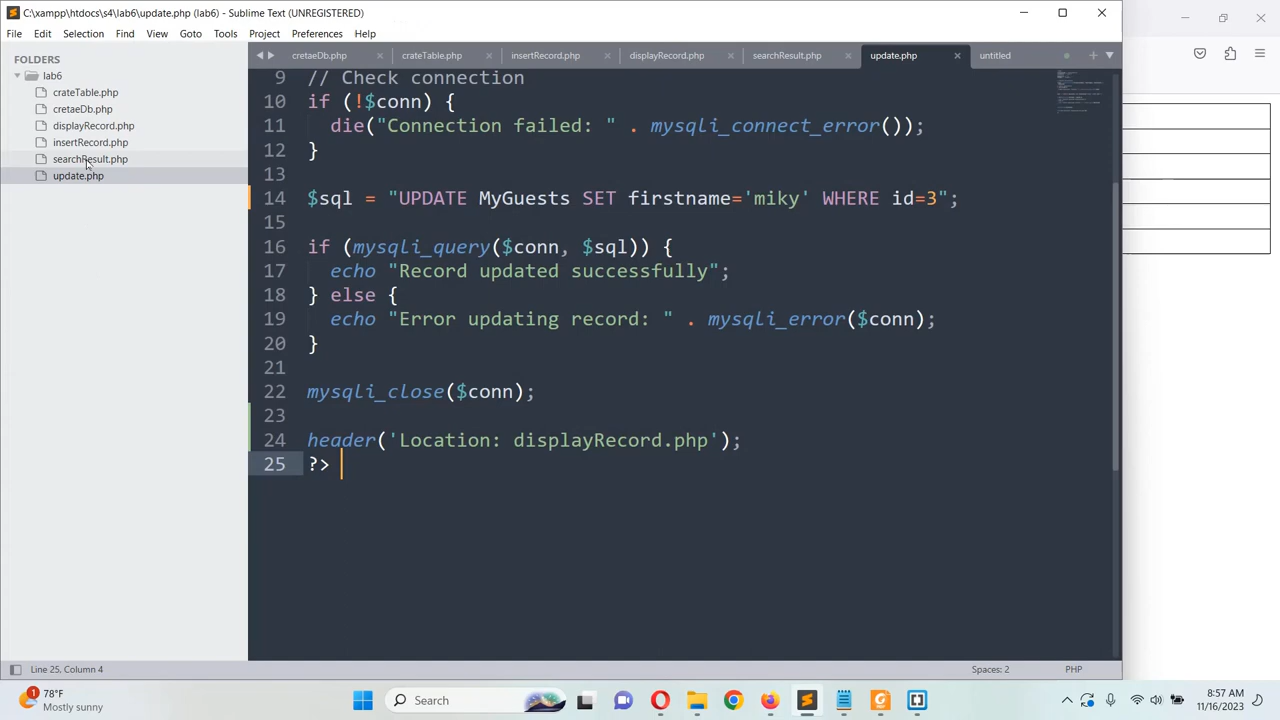 C:\xampp\htdocs\s4\lab6\update.php (lab6) - Sublime Text (UNREGISTERED)
File Edit Selection Find View Goto Tools Project Preferences Help
FOLDERS
lab6
crateTable.php
cretaeDb.php
displayRecord.php
insertRecord.php
searchResult.php
update.php
cretaeDb.php crateTable.php insertRecord.php displayRecord.php searchResult.php update.php untitled
9 // Check connection
10 if (!$conn) {
11 die("Connection failed: " . mysqli_connect_error());
12 }
13
14 $sql = "UPDATE MyGuests SET firstname='miky' WHERE id=3";
15
16 if (mysqli_query($conn, $sql)) {
17 echo "Record updated successfully";
18 } else {
19 echo "Error updating record: " . mysqli_error($conn);
20 }
21
22 mysqli_close($conn);
23
24 header('Location: displayRecord.php');
25 ?>
Line 25, Column 4 Spaces: 2 PHP
1 78°F
Mostly sunny
Search
8:57 AM
11/16/2023